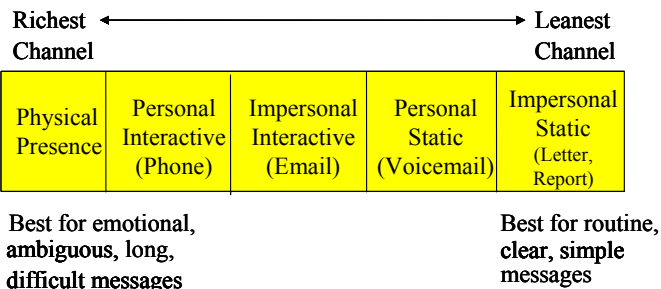 Richest
Channel
Leanest
Channel
Physical
Presence
Personal
Interactive
(Phone)
Impersonal
Interactive
(Email)
Personal
Static
(Voicemail)
Impersonal
Static
(Letter,
Report)
Best for emotional,
ambiguous, long,
difficult messages
Best for routine,
clear, simple
messages